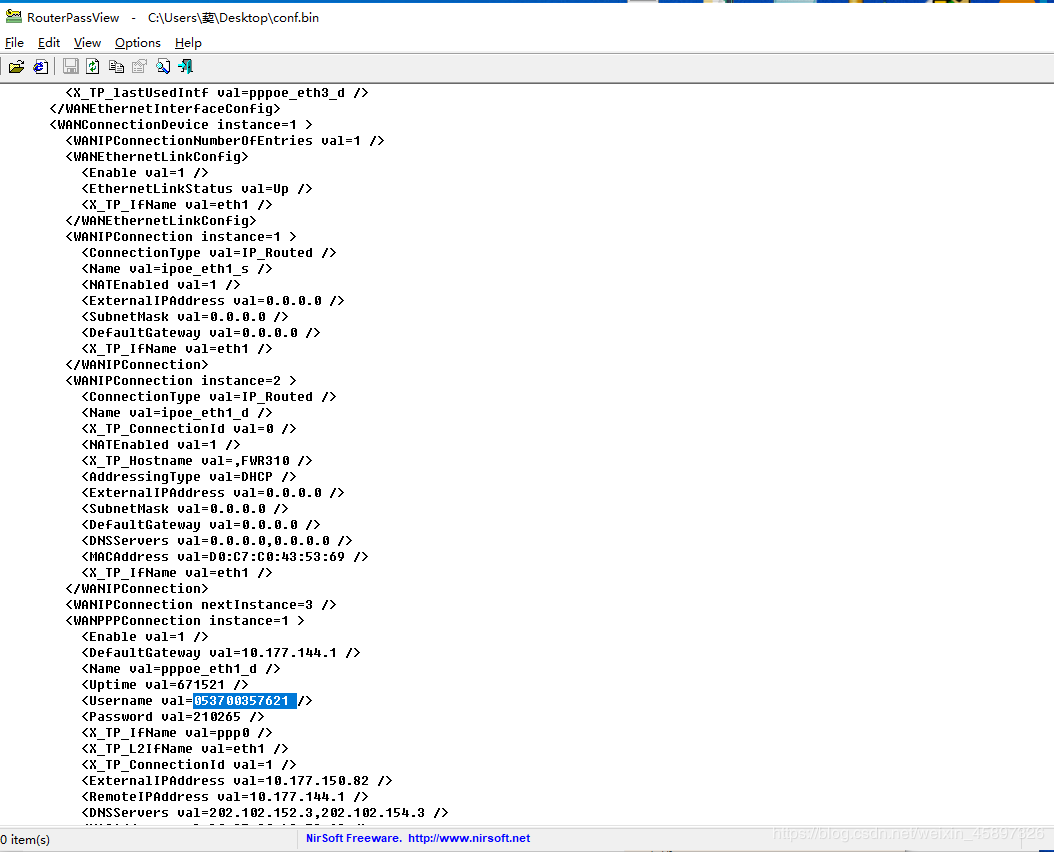 RouterPassView - C:\Users\葜\Desktop\conf.bin
File Edit View Options Help
<X_TP_lastUsedIntf val=pppoe_eth3_d />
</WANEthernetInterfaceConfig>
<WANConnectionDevice instance=1 >
<WANIPConnectionNumberOfEntries val=1 />
<WANEthernetLinkConfig>
<Enable val=1 />
<EthernetLinkStatus val=Up />
<X_TP_IfName val=eth1 />
</WANEthernetLinkConfig>
<WANIPConnection instance=1 >
<ConnectionType val=IP_Routed />
<Name val=ipoe_eth1_s />
<NATEnabled val=1 />
<ExternalIPAddress val=0.0.0.0 />
<SubnetMask val=0.0.0.0 />
<DefaultGateway val=0.0.0.0 />
<X_TP_IfName val=eth1 />
</WANIPConnection>
<WANIPConnection instance=2 >
<ConnectionType val=IP_Routed />
<Name val=ipoe_eth1_d />
<X_TP_ConnectionId val=0 />
<NATEnabled val=1 />
<X_TP_Hostname val=,FWR310 />
<AddressingType val=DHCP />
<ExternalIPAddress val=0.0.0.0 />
<SubnetMask val=0.0.0.0 />
<DefaultGateway val=0.0.0.0 />
<DNSServers val=0.0.0.0,0.0.0.0 />
<MACAddress val=D0:C7:C0:43:53:69 />
<X_TP_IfName val=eth1 />
</WANIPConnection>
<WANIPConnection nextInstance=3 />
<WANPPPConnection instance=1 >
<Enable val=1 />
<DefaultGateway val=10.177.144.1 />
<Name val=pppoe_eth1_d />
<Uptime val=671521 />
<Username val=053700357621 />
<Password val=210265 />
<X_TP_IfName val=ppp0 />
<X_TP_L2IfName val=eth1 />
<X_TP_ConnectionId val=1 />
<ExternalIPAddress val=10.177.150.82 />
<RemoteIPAddress val=10.177.144.1 />
<DNSServers val=202.102.152.3,202.102.154.3 />
0 item(s) NirSoft Freeware. http://www.nirsoft.net
https://blog.csdn.net/weixin_45897326